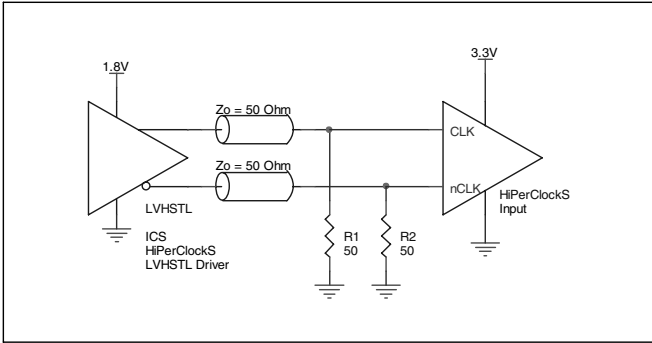 1.8V
3.3V
Zo = 50 Ohm
CLK
Zo = 50 Ohm
nCLK
HiPerClockS
Input
LVHSTL
ICS
HiPerClockS
LVHSTL Driver
R1
50
R2
50